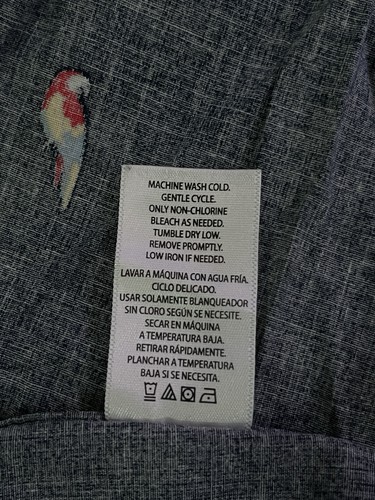 MACHINE WASH COLD.
GENTLE CYCLE.
ONLY NON-CHLORINE
BLEACH AS NEEDED.
TUMBLE DRY LOW.
REMOVE PROMPTLY.
LOW IRON IF NEEDED.
LAVAR A MÁQUINA CON AGUA FRÍA.
CICLO DELICADO.
USAR SOLAMENTE BLANQUEADOR
SIN CLORO SEGÚN SE NECESITE.
SECAR EN MÁQUINA
A TEMPERATURA BAJA.
RETIRAR RÁPIDAMENTE.
PLANCHAR A TEMPERATURA
BAJA SI SE NECESITA.